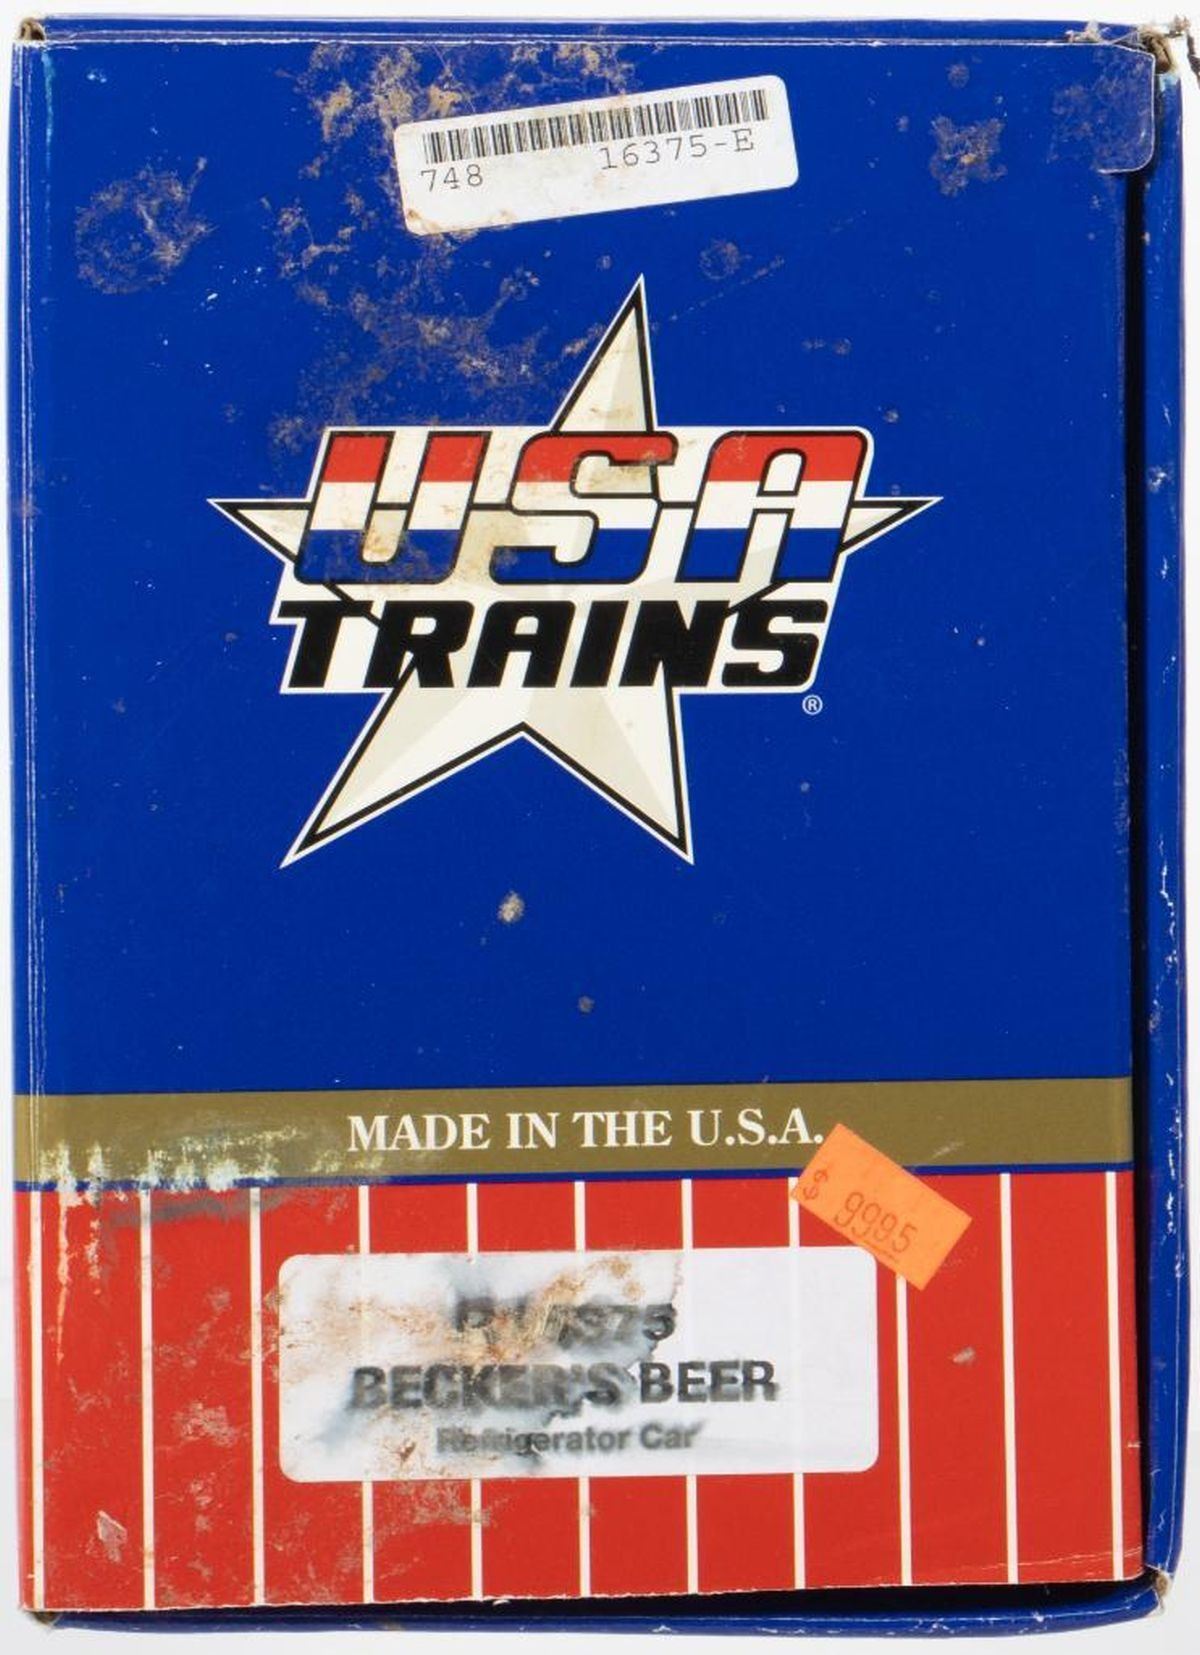 748 16375-E
USA
TRAINS
®
MADE IN THE U.S.A.
$ 9995
BECKER'S BEER
Refrigerator Car